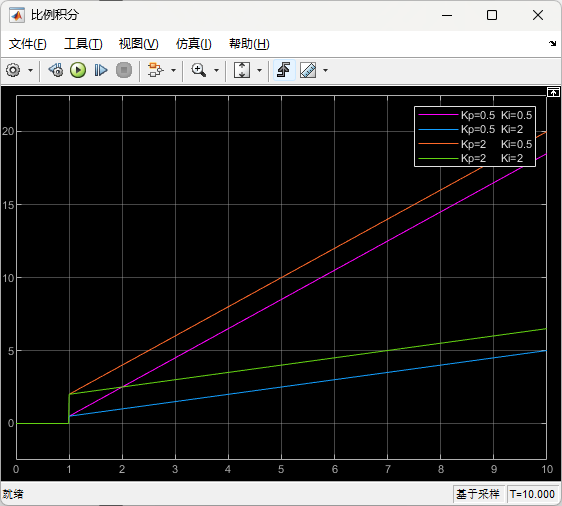 比例积分
文件(F) 工具(T) 视图(V) 仿真(I) 帮助(H)
Kp=0.5 Ki=0.5
Kp=0.5 Ki=2
Kp=2 Ki=0.5
Kp=2 Ki=2
20
15
10
5
0
0 1 2 3 4 5 6 7 8 9 10
就绪 基于采样 T=10.000